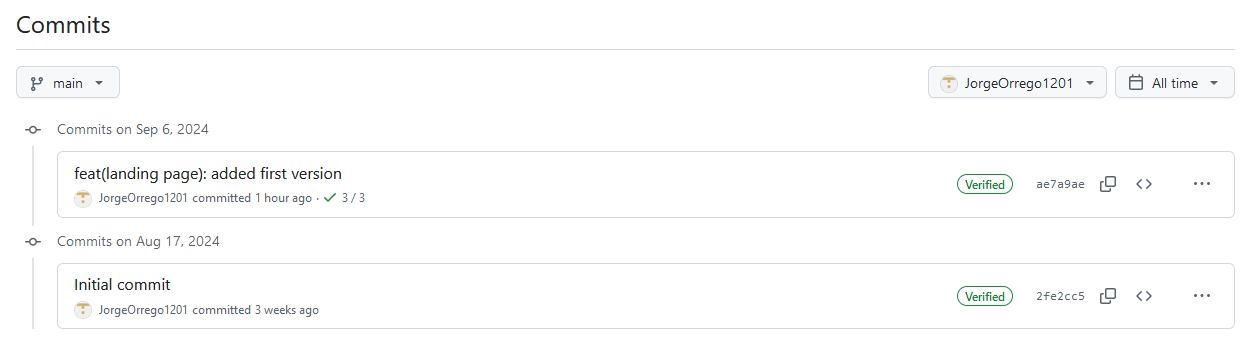 Commits
main
JorgeOrrego1201
All time
Commits on Sep 6, 2024
feat(landing page): added first version
JorgeOrrego1201 committed 1 hour ago · 3 / 3
Verified
ae7a9ae
Commits on Aug 17, 2024
Initial commit
JorgeOrrego1201 committed 3 weeks ago
Verified
2fe2cc5